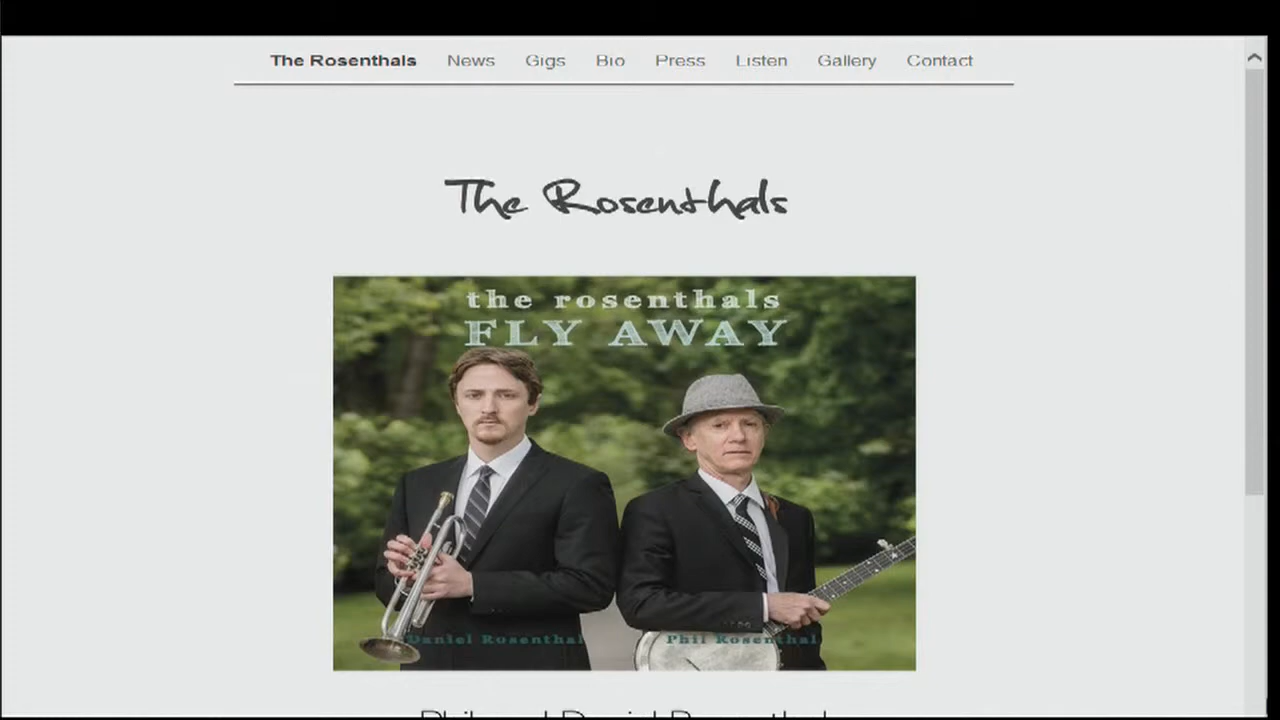 The Rosenthals News Gigs Bio Press Listen Gallery Contact
The Rosenthals
the rosenthals
FLY AWAY
Daniel Rosenthal Phil Rosenthal